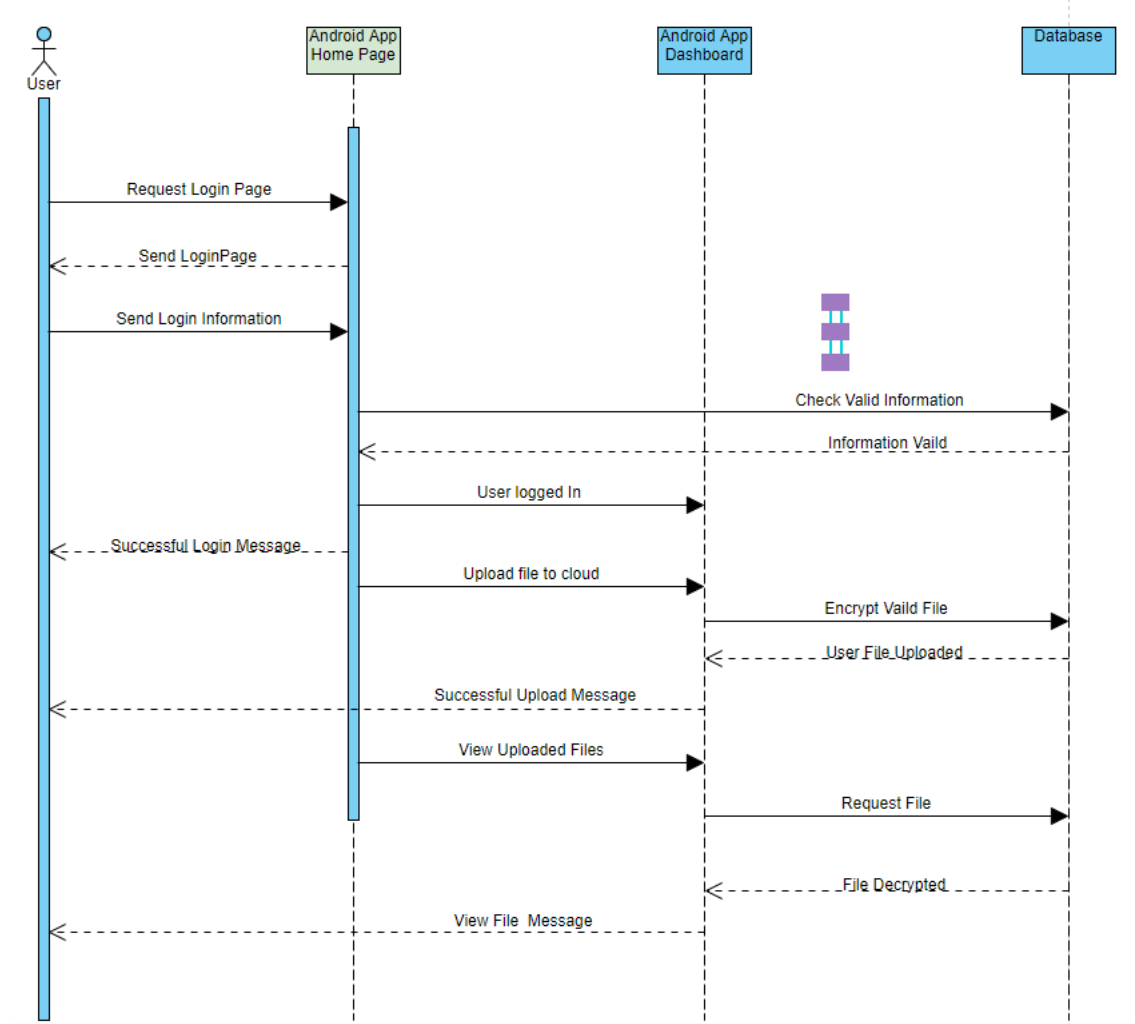 User
Android App
Home Page
Android App
Dashboard
Database
Request Login Page
Send LoginPage
Send Login Information
Check Valid Information
Information Vaild
User logged In
Successful Login Message
Upload file to cloud
Encrypt Vaild File
User File Uploaded
Successful Upload Message
View Uploaded Files
Request File
File Decrypted
View File  Message